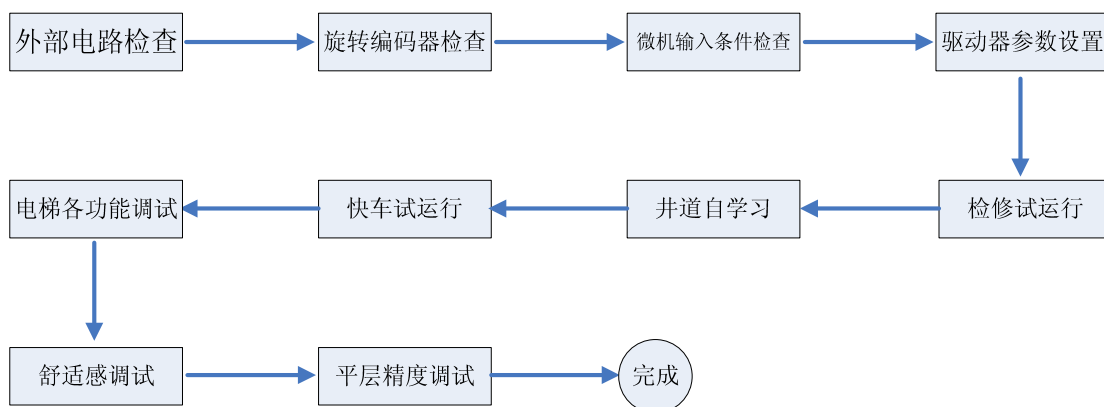 外部电路检查
旋转编码器检查
微机输入条件检查
驱动器参数设置
检修试运行
井道自学习
快车试运行
电梯各功能调试
舒适感调试
平层精度调试
完成